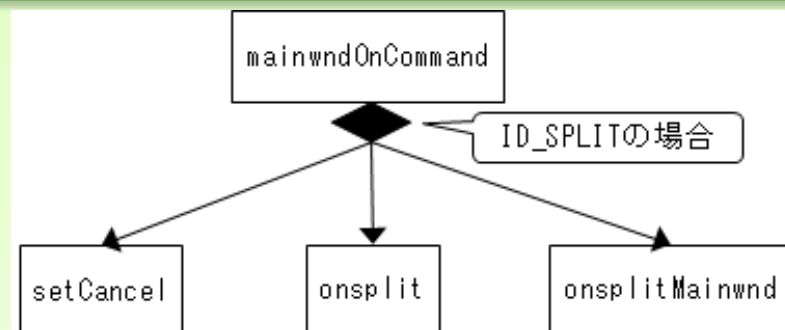 mainwndOnCommand
ID_SPLITの場合
setCancel
onsplit
onsplitMainwnd